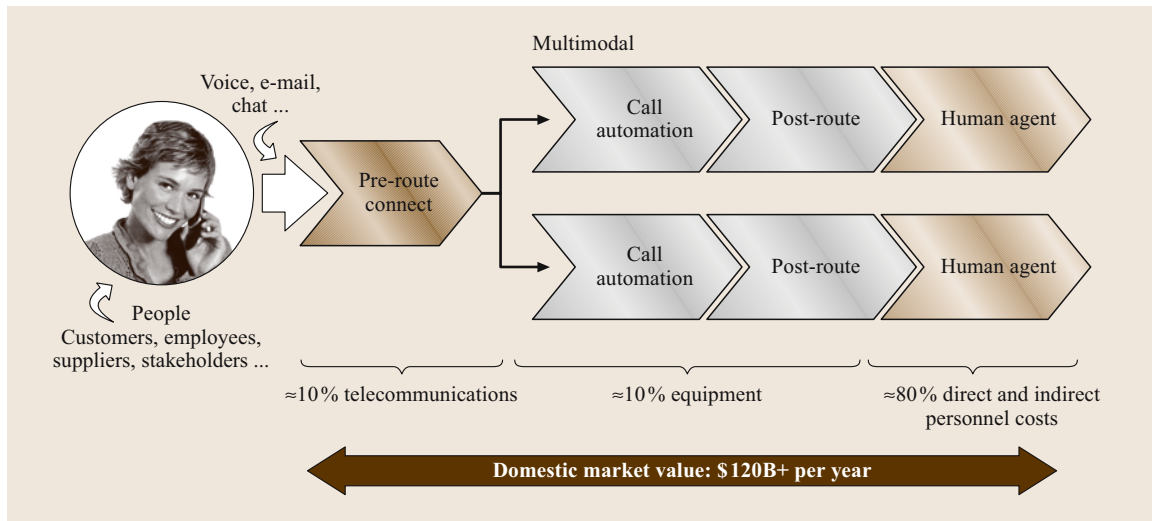 Multimodal
Voice, e-mail,
chat ...
Call
automation
Post-route
Human agent
Pre-route
connect
Call
automation
Post-route
Human agent
People
Customers, employees,
suppliers, stakeholders ...
≈10% telecommunications
≈10% equipment
≈80% direct and indirect
personnel costs
Domestic market value: $120B+ per year